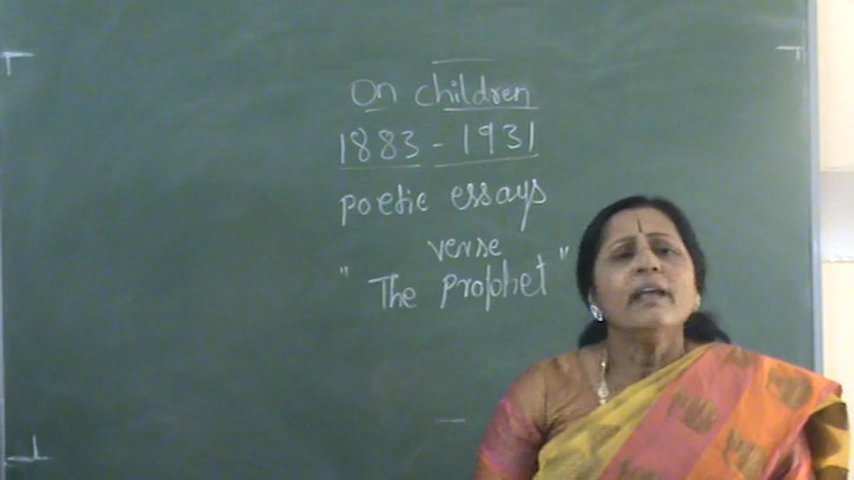 On children
1883 - 1931
poetic essays
verse
" The Prophet "